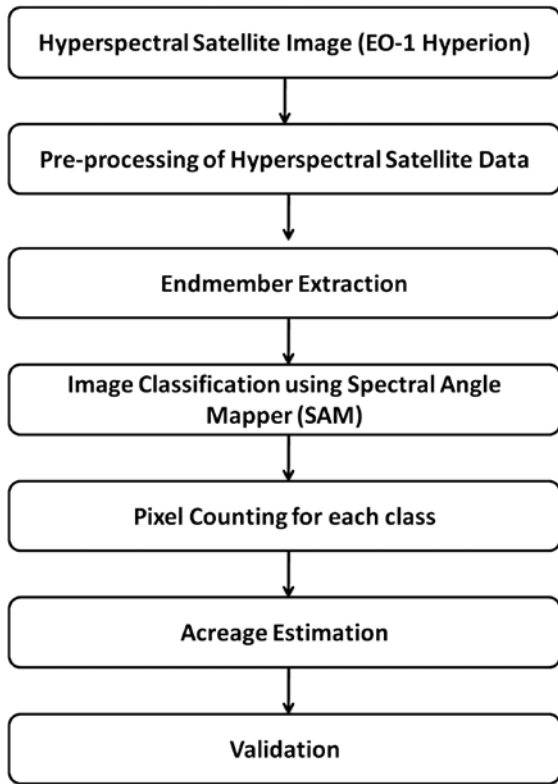 Hyperspectral Satellite Image (EO-1 Hyperion)
Pre-processing of Hyperspectral Satellite Data
Endmember Extraction
Image Classification using Spectral Angle
Mapper (SAM)
Pixel Counting for each class
Acreage Estimation
Validation